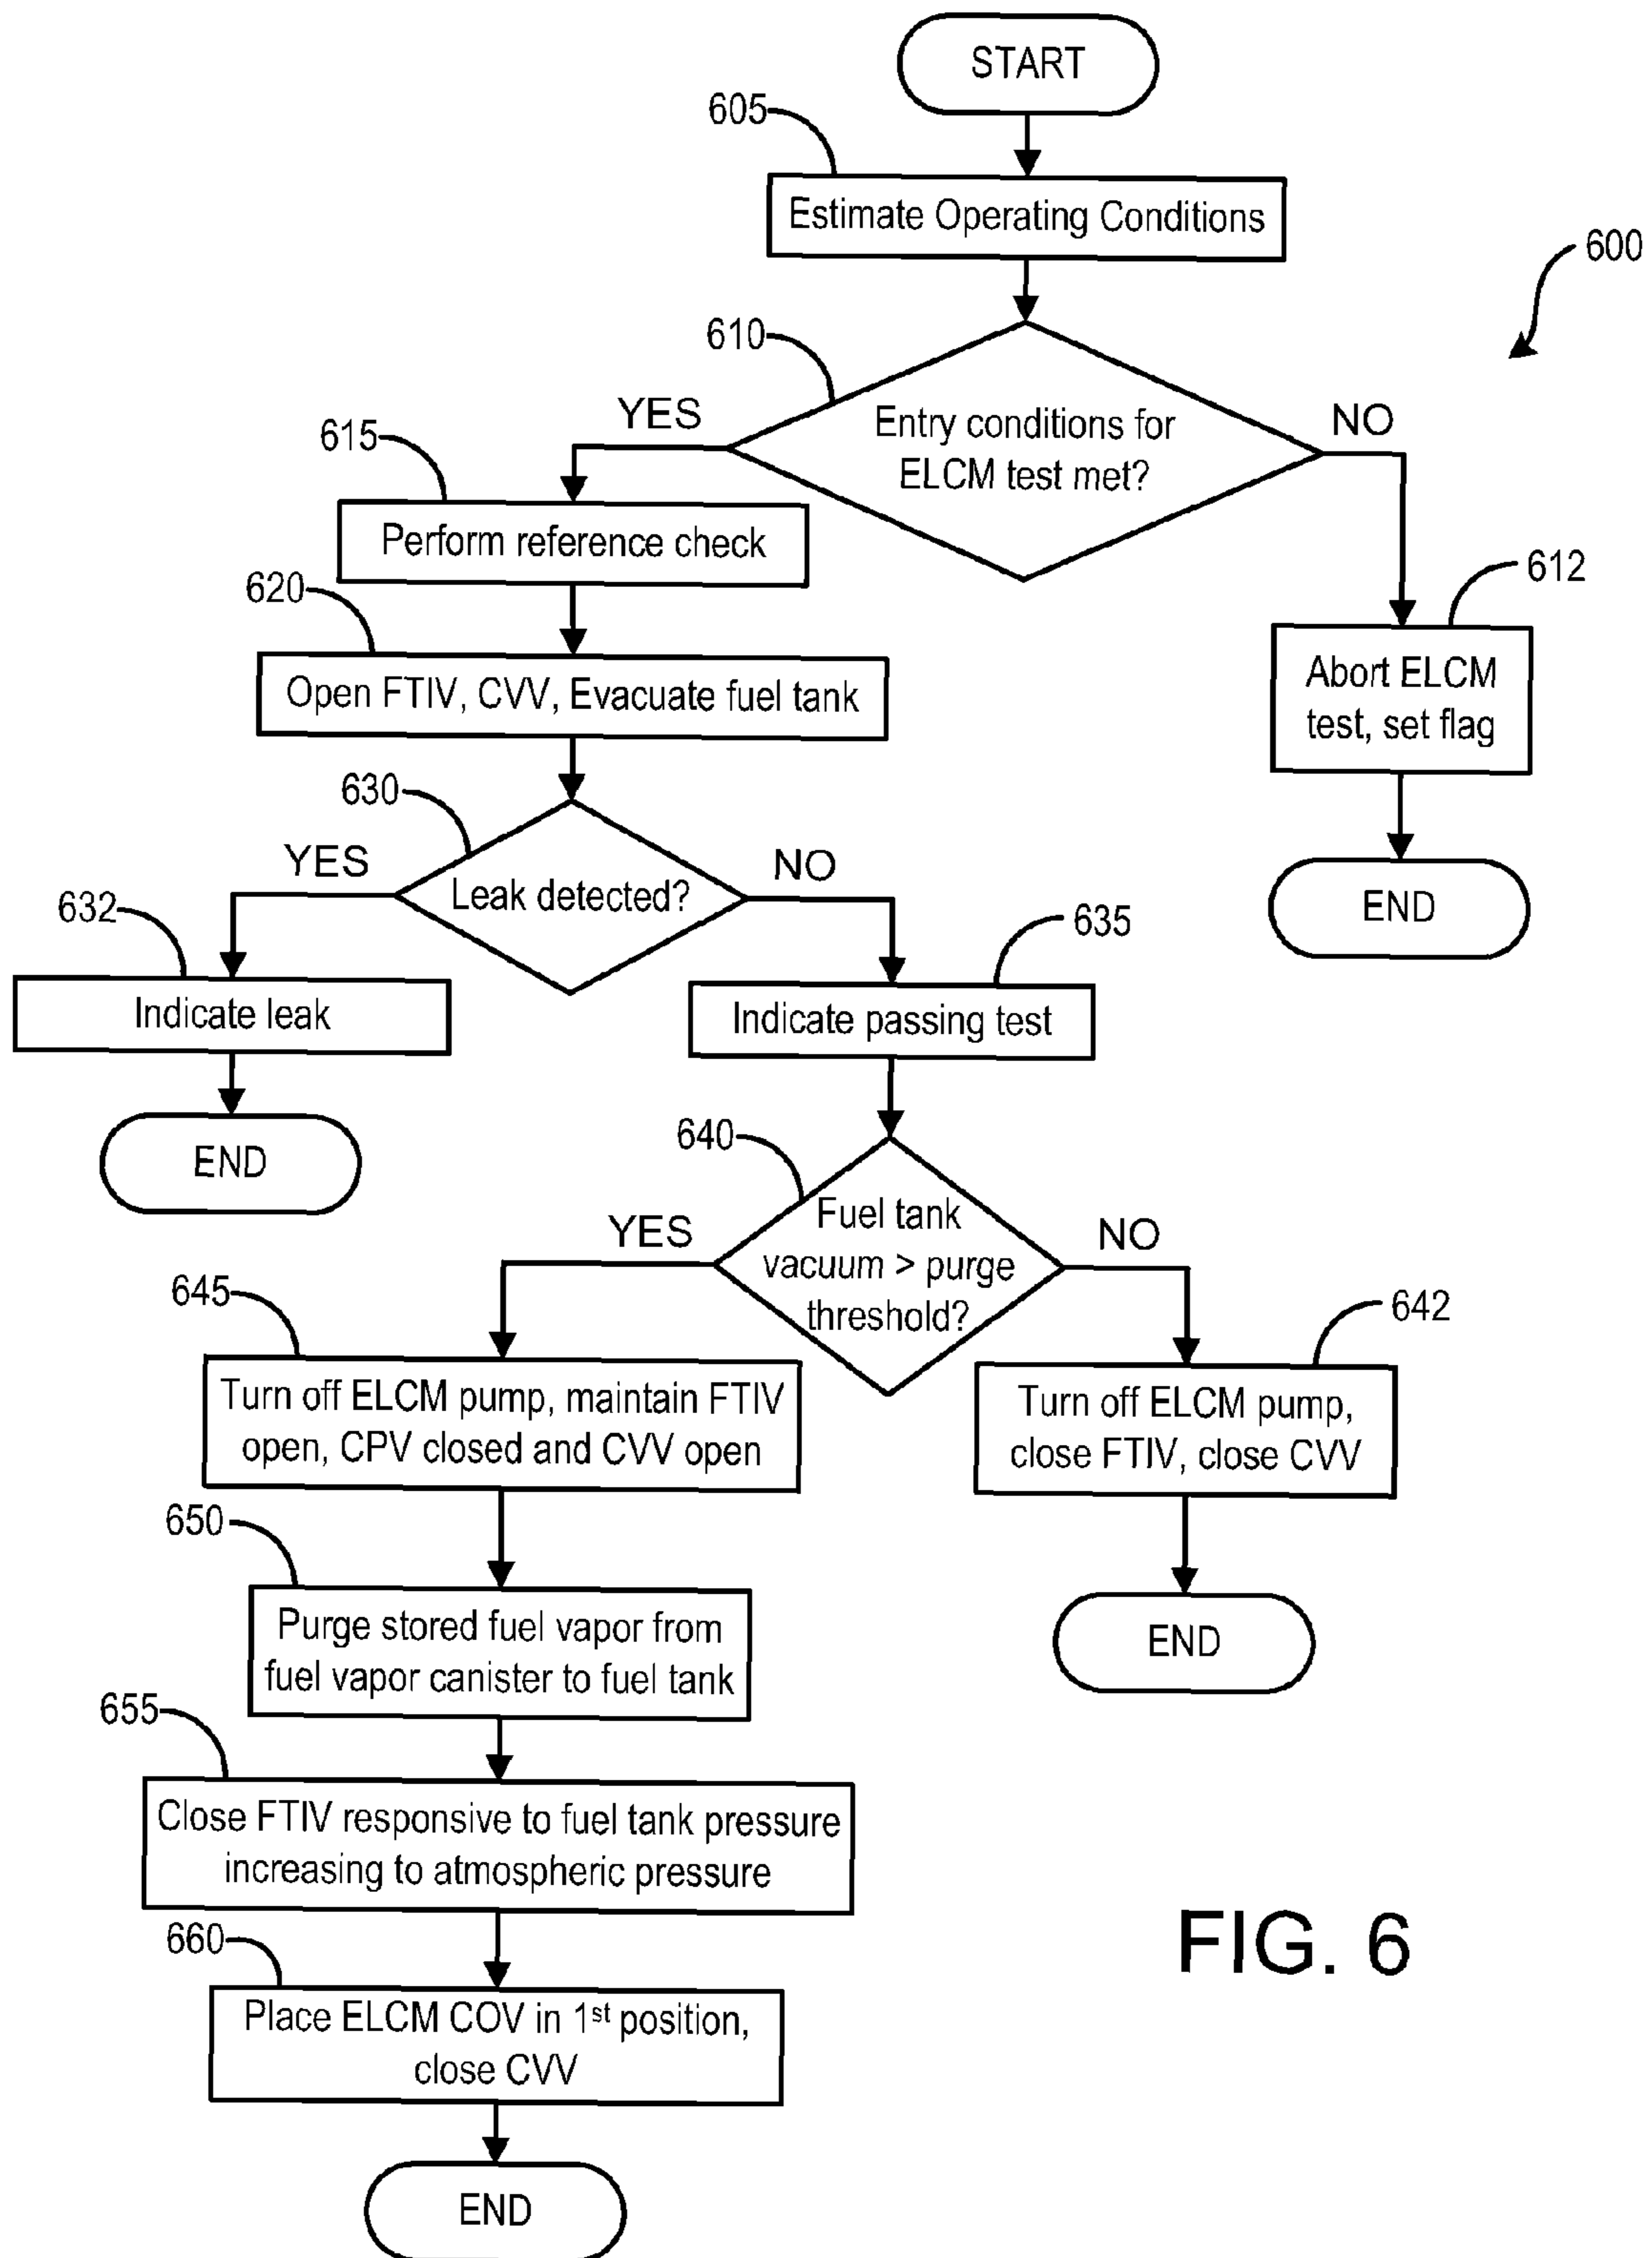 START
605
Estimate Operating Conditions
600
610
Entry conditions for
ELCM test met?
YES
NO
615
Perform reference check
612
Abort ELCM
test, set flag
END
620
Open FTIV, CVV, Evacuate fuel tank
630
Leak detected?
YES
NO
632
Indicate leak
END
635
Indicate passing test
640
Fuel tank
vacuum > purge
threshold?
YES
NO
645
Turn off ELCM pump, maintain FTIV
open, CPV closed and CVV open
642
Turn off ELCM pump,
close FTIV, close CVV
END
650
Purge stored fuel vapor from
fuel vapor canister to fuel tank
655
Close FTIV responsive to fuel tank pressure
increasing to atmospheric pressure
660
Place ELCM COV in 1st position,
close CVV
END
FIG. 6